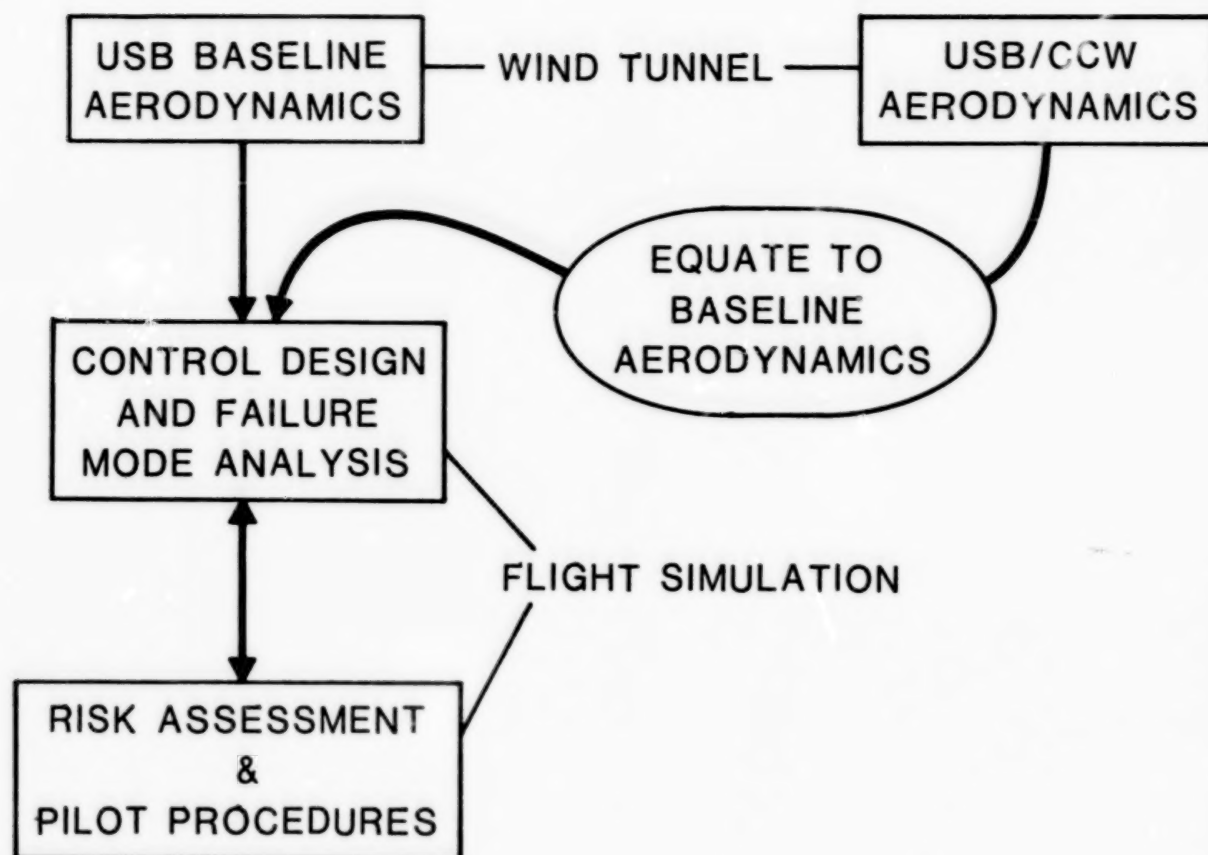 USB BASELINE
AERODYNAMICS
WIND TUNNEL
USB/CCW
AERODYNAMICS
EQUATE TO
BASELINE
AERODYNAMICS
CONTROL DESIGN
AND FAILURE
MODE ANALYSIS
FLIGHT SIMULATION
RISK ASSESSMENT
&
PILOT PROCEDURES